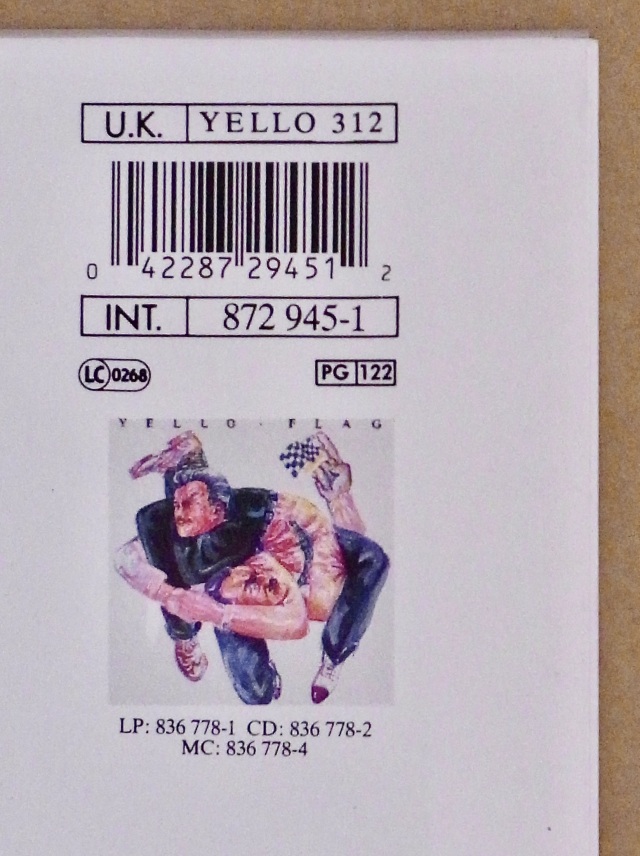 U.K. YELLO 312
0 42287 29451 2
INT. 872 945-1
LC 0268 PG 122
YELLO · FLAG
LP: 836 778-1 CD: 836 778-2
MC: 836 778-4